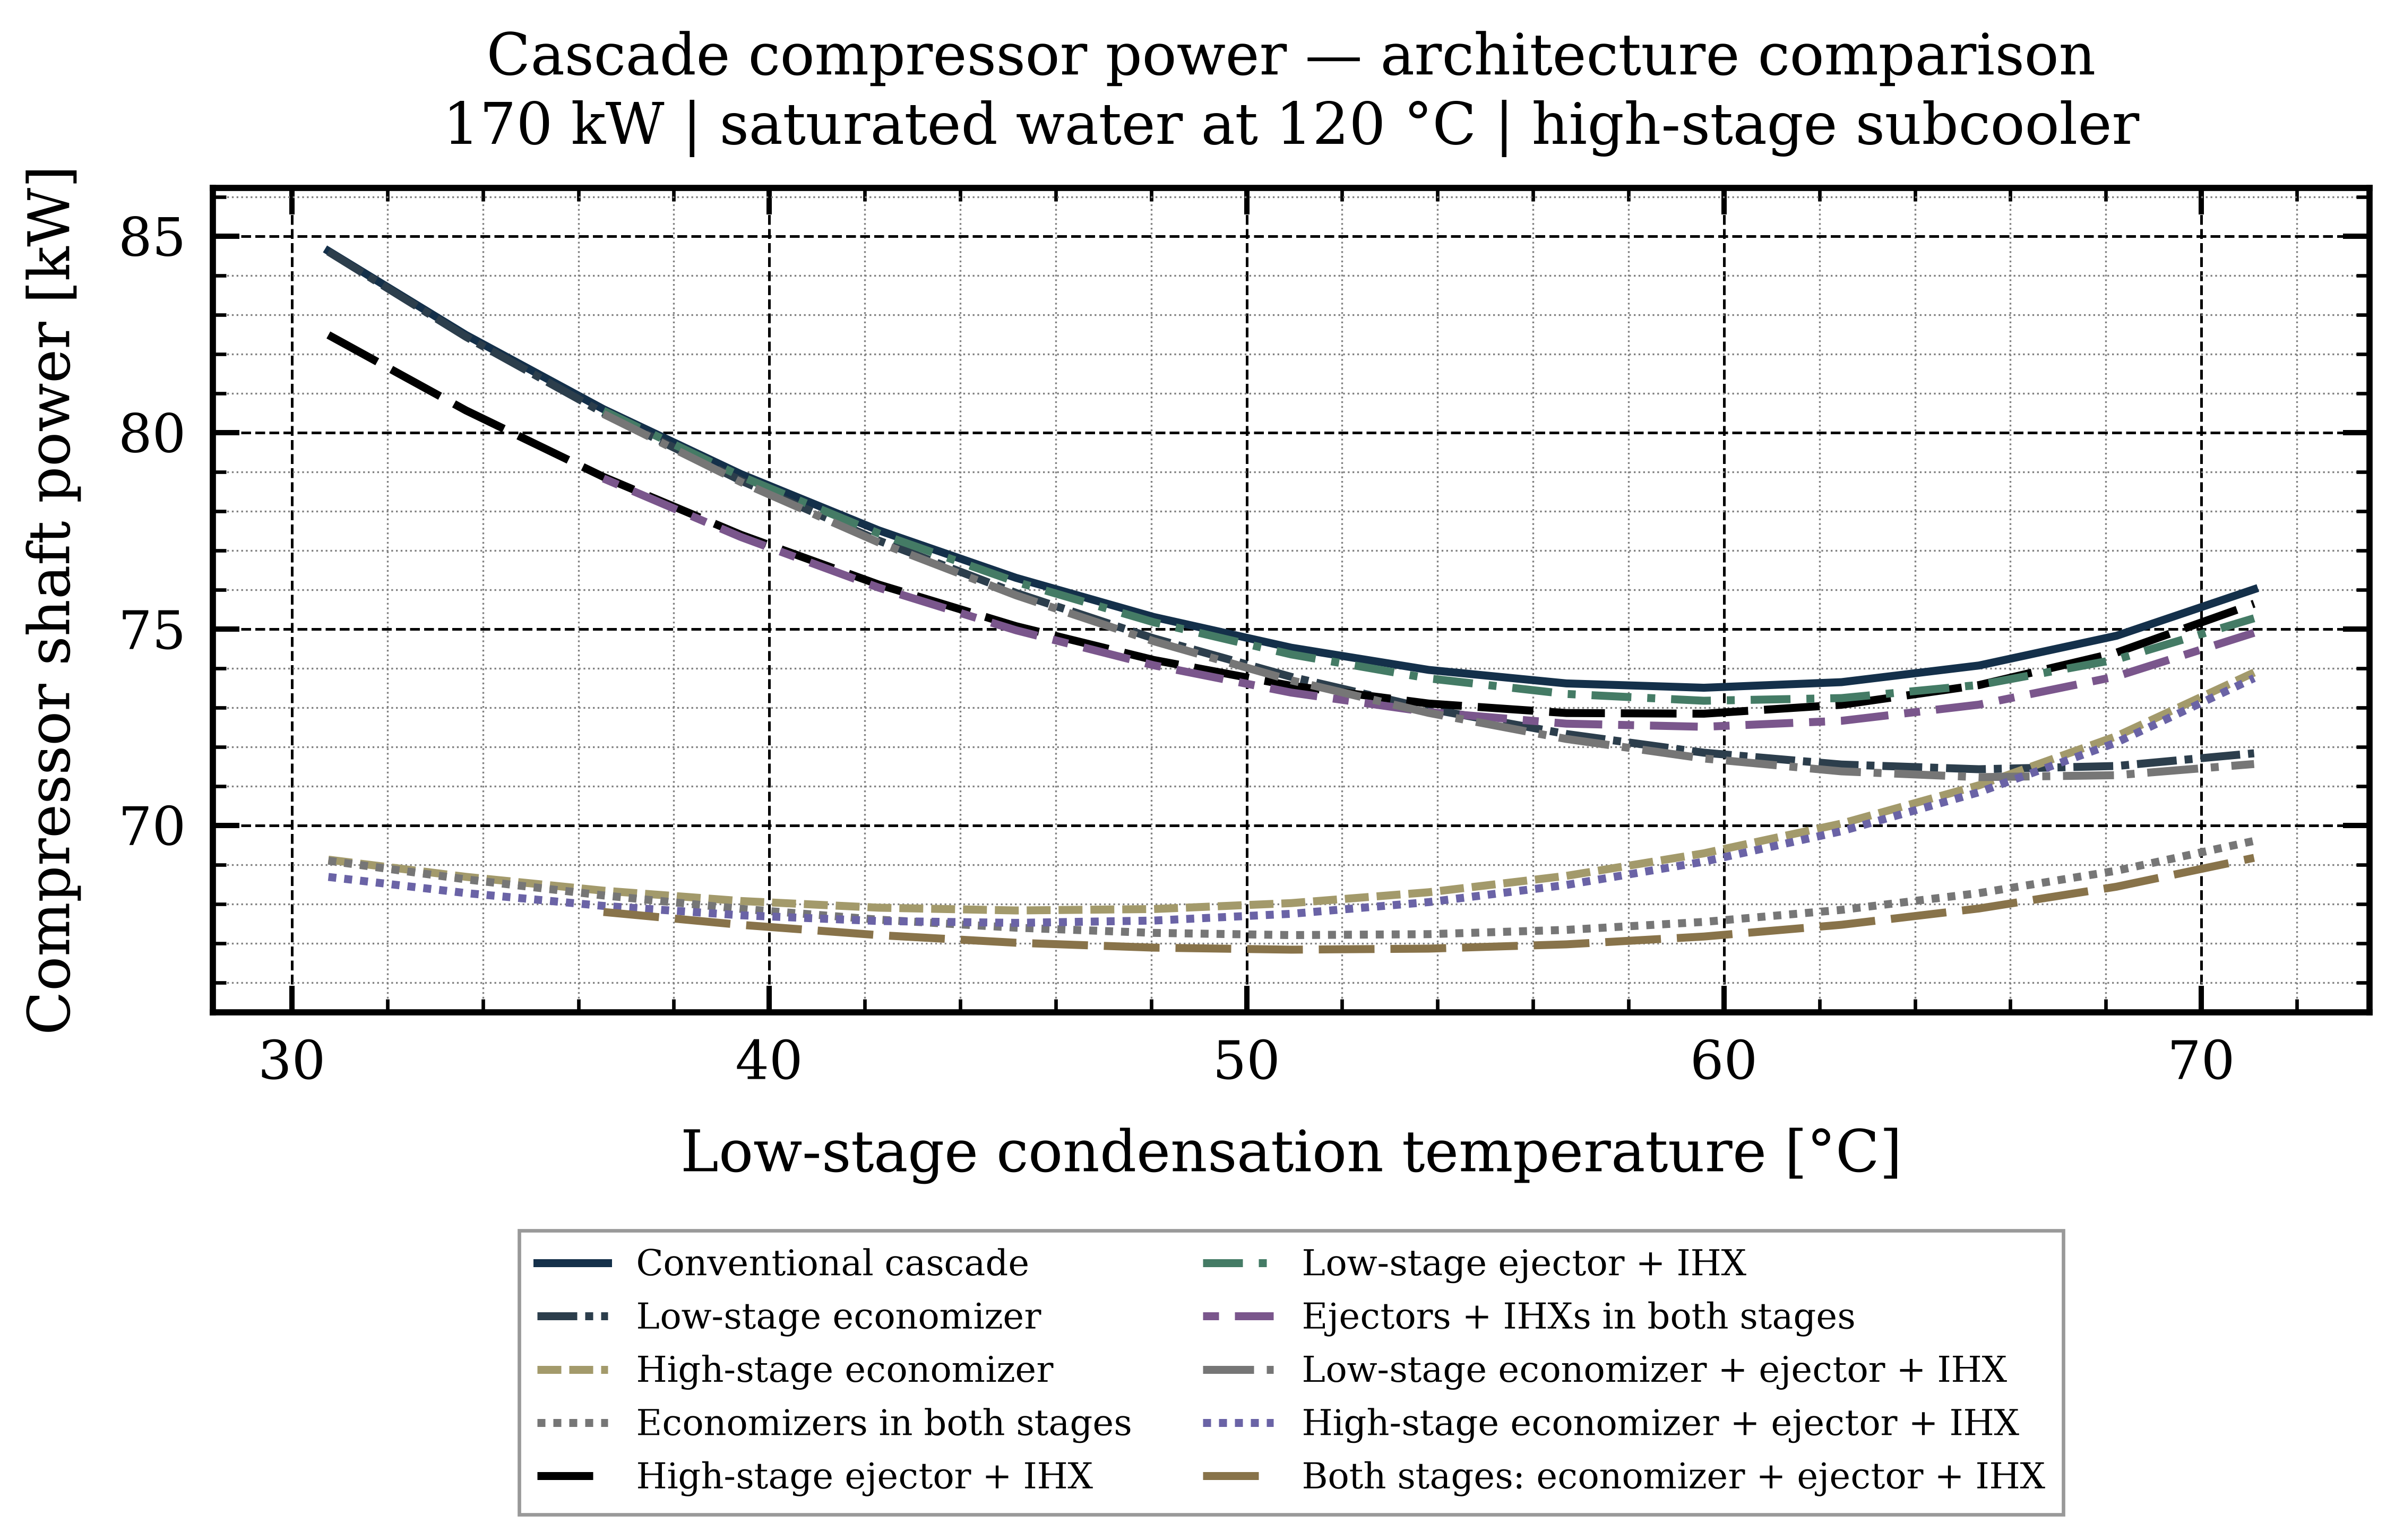 Cascade compressor power — architecture comparison
170 kW | saturated water at 120 °C | high-stage subcooler
Compressor shaft power [kW]
85
80
75
70
30 40 50 60 70
Low-stage condensation temperature [°C]
Conventional cascade
Low-stage economizer
High-stage economizer
Economizers in both stages
High-stage ejector + IHX
Low-stage ejector + IHX
Ejectors + IHXs in both stages
Low-stage economizer + ejector + IHX
High-stage economizer + ejector + IHX
Both stages: economizer + ejector + IHX